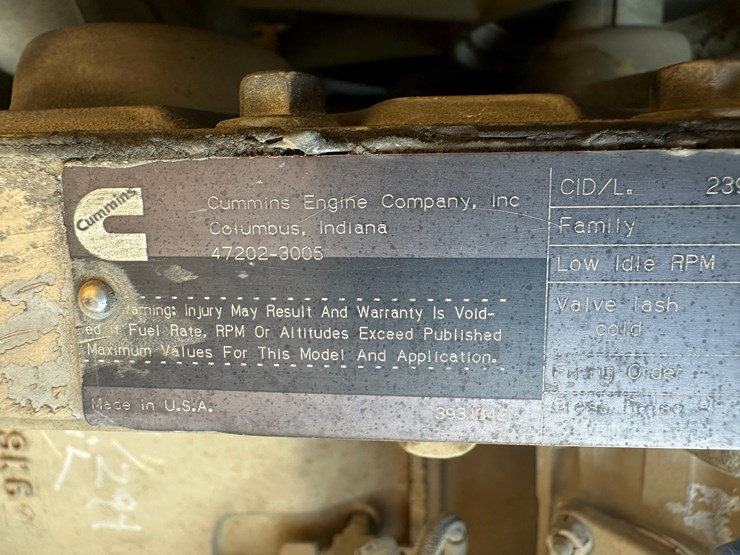 Cummins
Cummins Engine Company, Inc
Columbus, Indiana
47202-3005
Warning: Injury May Result And Warranty Is Void-
ed if Fuel Rate, RPM Or Altitudes Exceed Published
Maximum Values For This Model And Application.
Made in U.S.A.
CID/L. 239
Family
Low Idle RPM
Valve lash
cold
Firing Order